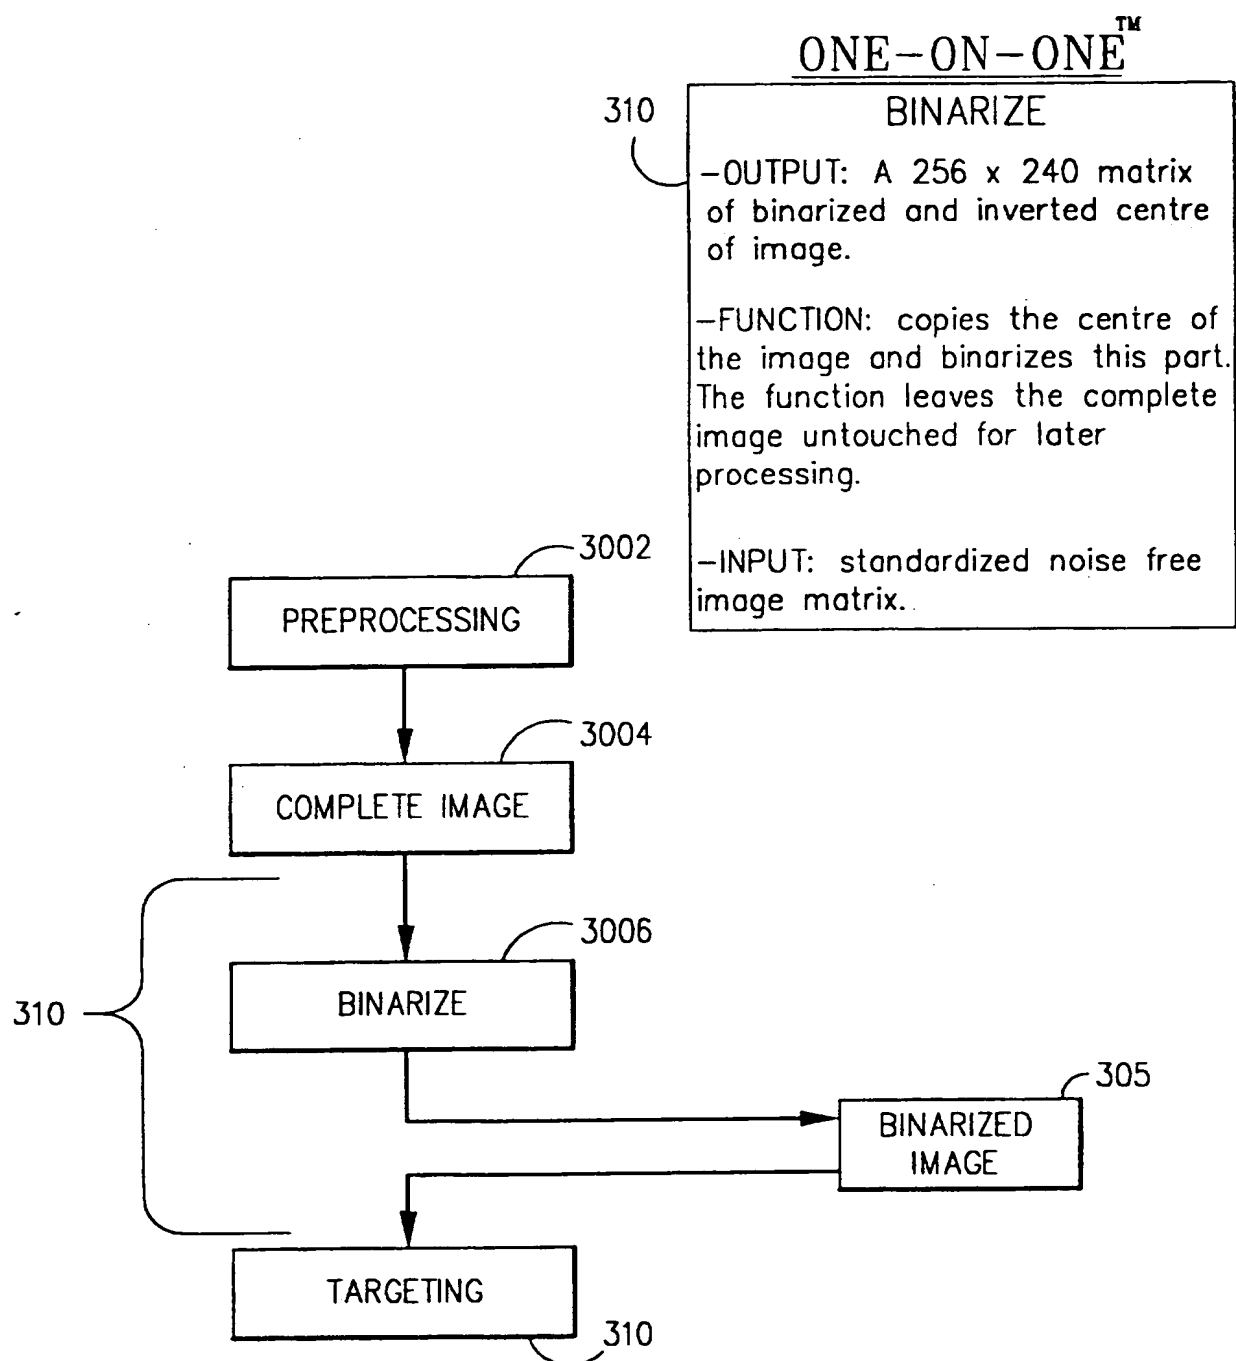 ONE-ON-ONE™
310
BINARIZE
-OUTPUT: A 256 x 240 matrix
of binarized and inverted centre
of image.
-FUNCTION: copies the centre of
the image and binarizes this part.
The function leaves the complete
image untouched for later
processing.
-INPUT: standardized noise free
image matrix.
3002
PREPROCESSING
3004
COMPLETE IMAGE
3006
BINARIZE
310
305
BINARIZED
IMAGE
TARGETING
310